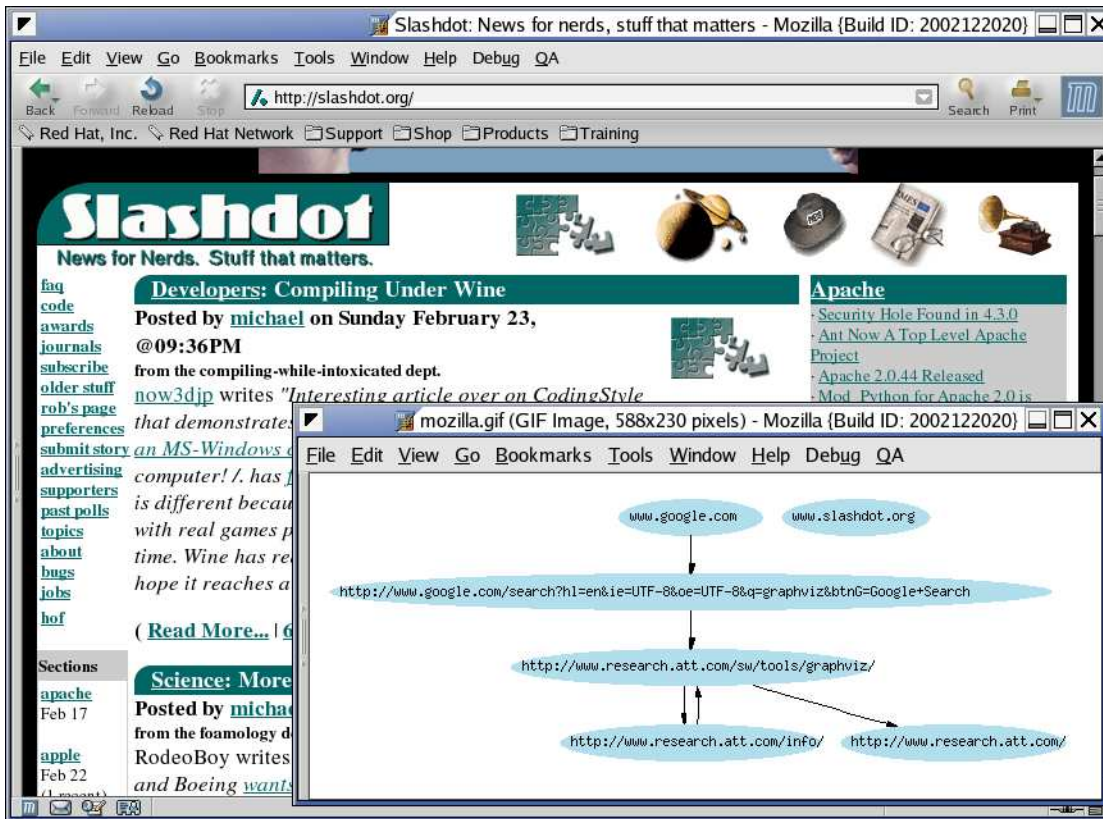 Slashdot: News for nerds, stuff that matters - Mozilla {Build ID: 2002122020}
File Edit View Go Bookmarks Tools Window Help Debug QA
Back Forward Reload Stop
http://slashdot.org/
Search Print
Red Hat, Inc. Red Hat Network Support Shop Products Training
Slashdot
News for Nerds. Stuff that matters.
faq
code
awards
journals
subscribe
older stuff
rob's page
preferences
submit story
advertising
supporters
past polls
topics
about
bugs
jobs
hof
Sections
apache
Feb 17
apple
Feb 22
(1 recent)
Developers: Compiling Under Wine
Posted by michael on Sunday February 23,
@09:36PM
from the compiling-while-intoxicated dept.
now3djp writes "Interesting article over on CodingStyle
that demonstrates
an MS-Windows
computer! /. has
is different becau
with real games p
time. Wine has re
hope it reaches a
( Read More... | 6
Science: More
Posted by michae
from the foamology d
RodeoBoy writes
and Boeing wants
Apache
· Security Hole Found in 4.3.0
· Ant Now A Top Level Apache
Project
· Apache 2.0.44 Released
· Mod_Python for Apache 2.0 is
mozilla.gif (GIF Image, 588x230 pixels) - Mozilla {Build ID: 2002122020}
File Edit View Go Bookmarks Tools Window Help Debug QA
www.google.com www.slashdot.org
http://www.google.com/search?hl=en&ie=UTF-8&oe=UTF-8&q=graphviz&btnG=Google+Search
http://www.research.att.com/sw/tools/graphviz/
http://www.research.att.com/info/ http://www.research.att.com/